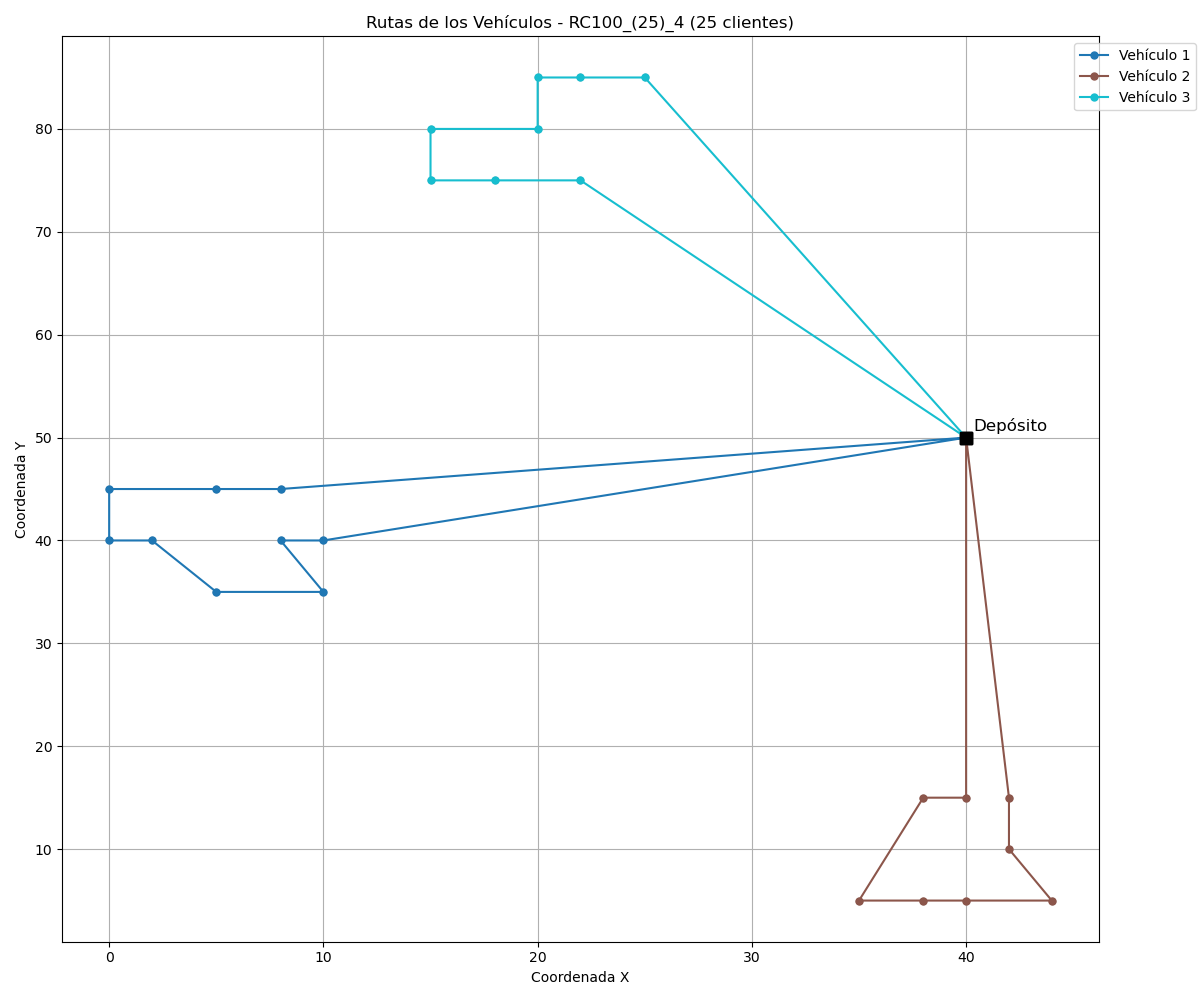 Rutas de los Vehículos - RC100_(25)_4 (25 clientes)
Vehículo 1
Vehículo 2
Vehículo 3
80
70
60
50
40
30
20
10
Coordenada Y
Depósito
0
10
20
30
40
Coordenada X